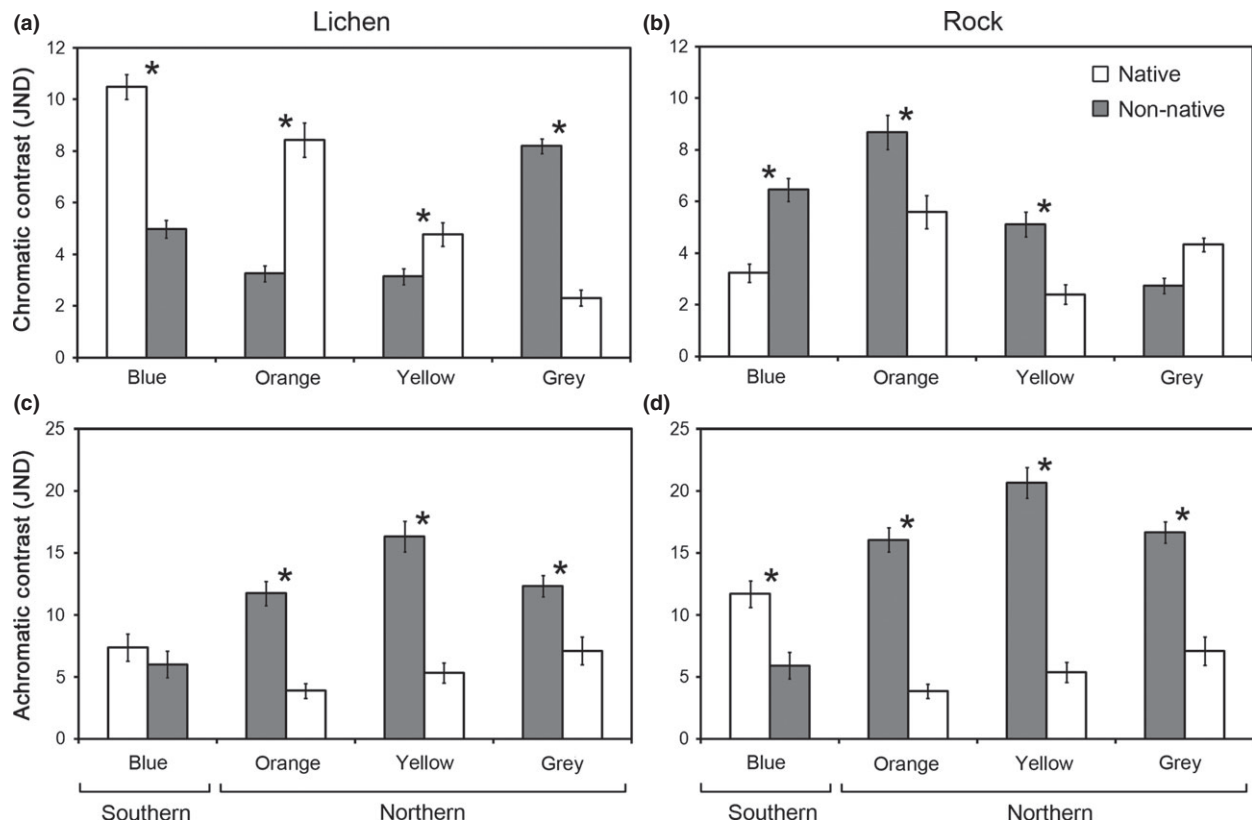 (a) Lichen
(b) Rock
Chromatic contrast (JND)
12
10
8
6
4
2
0
*
*
*
*
Blue Orange Yellow Grey
12
10
8
6
4
2
0
Native
Non-native
*
*
*
Blue Orange Yellow Grey
(c)
Achromatic contrast (JND)
25
20
15
10
5
0
*
*
*
Blue Orange Yellow Grey
Southern Northern
(d)
25
20
15
10
5
0
*
*
*
*
Blue Orange Yellow Grey
Southern Northern